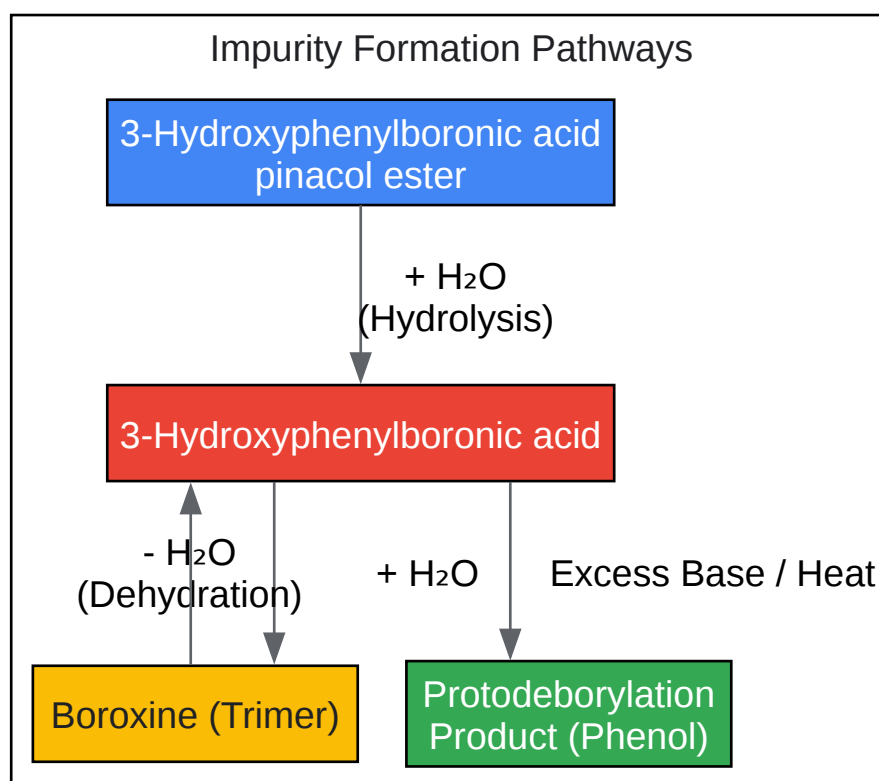 Impurity Formation Pathways
3-Hydroxyphenylboronic acid
pinacol ester
+ H₂O
(Hydrolysis)
3-Hydroxyphenylboronic acid
- H₂O
(Dehydration)
+ H₂O
Excess Base / Heat
Boroxine (Trimer)
Protodeborylation
Product (Phenol)